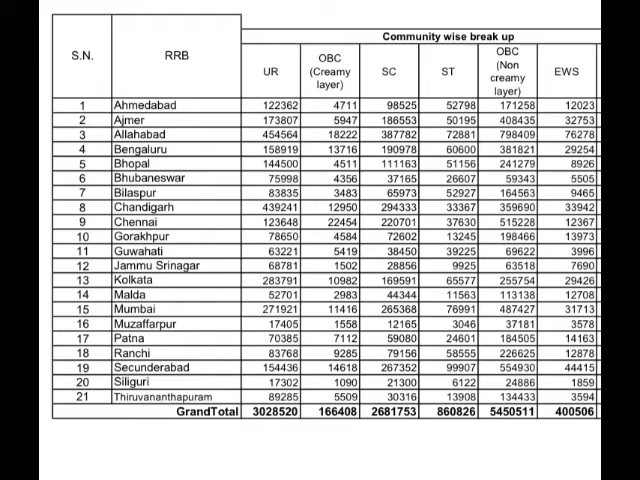 Community wise break up
S.N. RRB UR OBC (Creamy layer) SC ST OBC (Non creamy layer) EWS
1 Ahmedabad 122362 4711 98525 52798 171258 12023
2 Ajmer 173807 5947 186553 50195 408435 32753
3 Allahabad 454564 18222 387782 72881 798409 76278
4 Bengaluru 158919 13716 190978 60600 381821 29254
5 Bhopal 144500 4511 111163 51156 241279 8926
6 Bhubaneswar 75998 4356 37165 26607 59343 5505
7 Bilaspur 83835 3483 65973 52927 164563 9465
8 Chandigarh 439241 12950 294333 33367 359690 33942
9 Chennai 123648 22454 220701 37630 515228 12367
10 Gorakhpur 78650 4584 72602 13245 198466 13973
11 Guwahati 63221 5419 38450 39225 69622 3996
12 Jammu Srinagar 68781 1502 28856 9925 63518 7690
13 Kolkata 283791 10982 169591 65577 255754 29426
14 Malda 52701 2983 44344 11563 113138 12708
15 Mumbai 271921 11416 265368 76991 487427 31713
16 Muzaffarpur 17405 1558 12165 3046 37181 3578
17 Patna 70385 7112 59080 24601 184505 14163
18 Ranchi 83768 9285 79156 58555 226625 12878
19 Secunderabad 154436 14618 267352 99907 554930 44415
20 Siliguri 17302 1090 21300 6122 24886 1859
21 Thiruvananthapuram 89285 5509 30316 13908 134433 3594
GrandTotal 3028520 166408 2681753 860826 5450511 400506